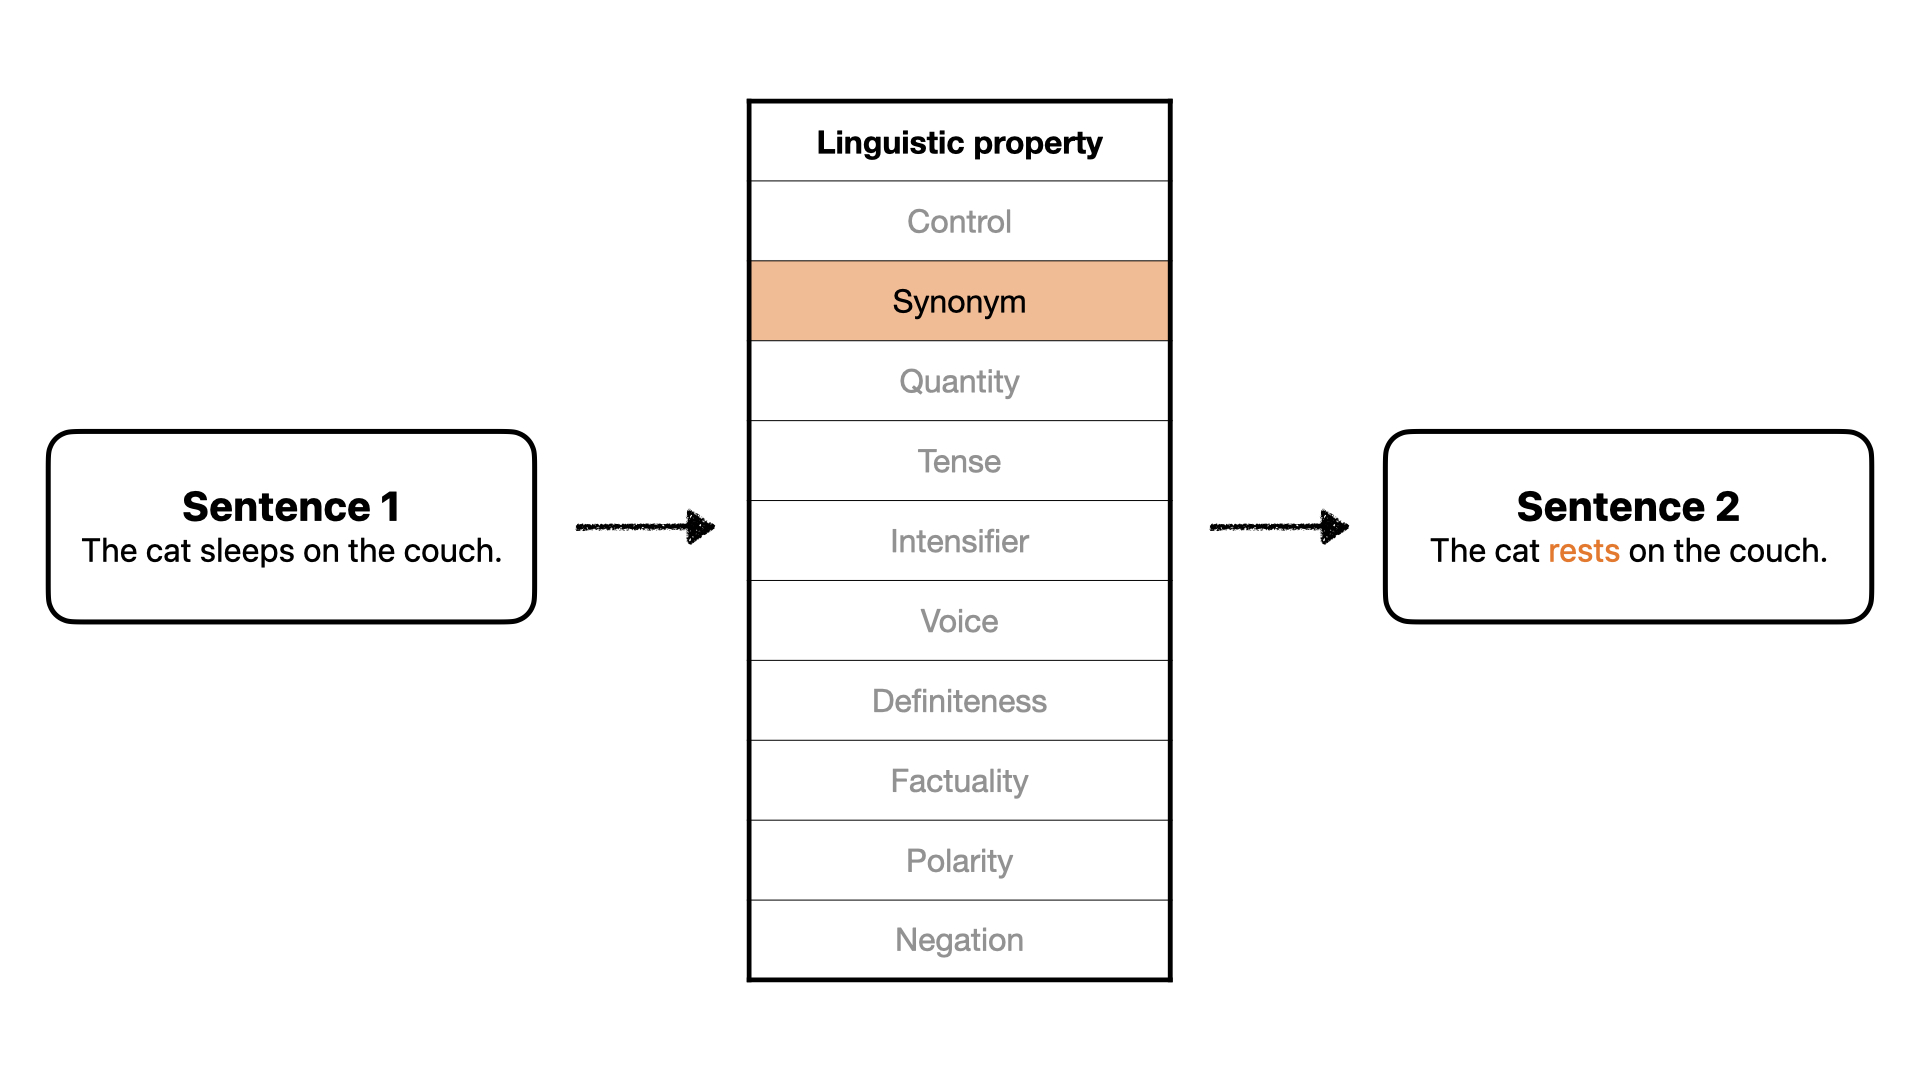 Sentence 1
The cat sleeps on the couch.
Linguistic property
Control
Synonym
Quantity
Tense
Intensifier
Voice
Definiteness
Factuality
Polarity
Negation
Sentence 2
The cat rests on the couch.